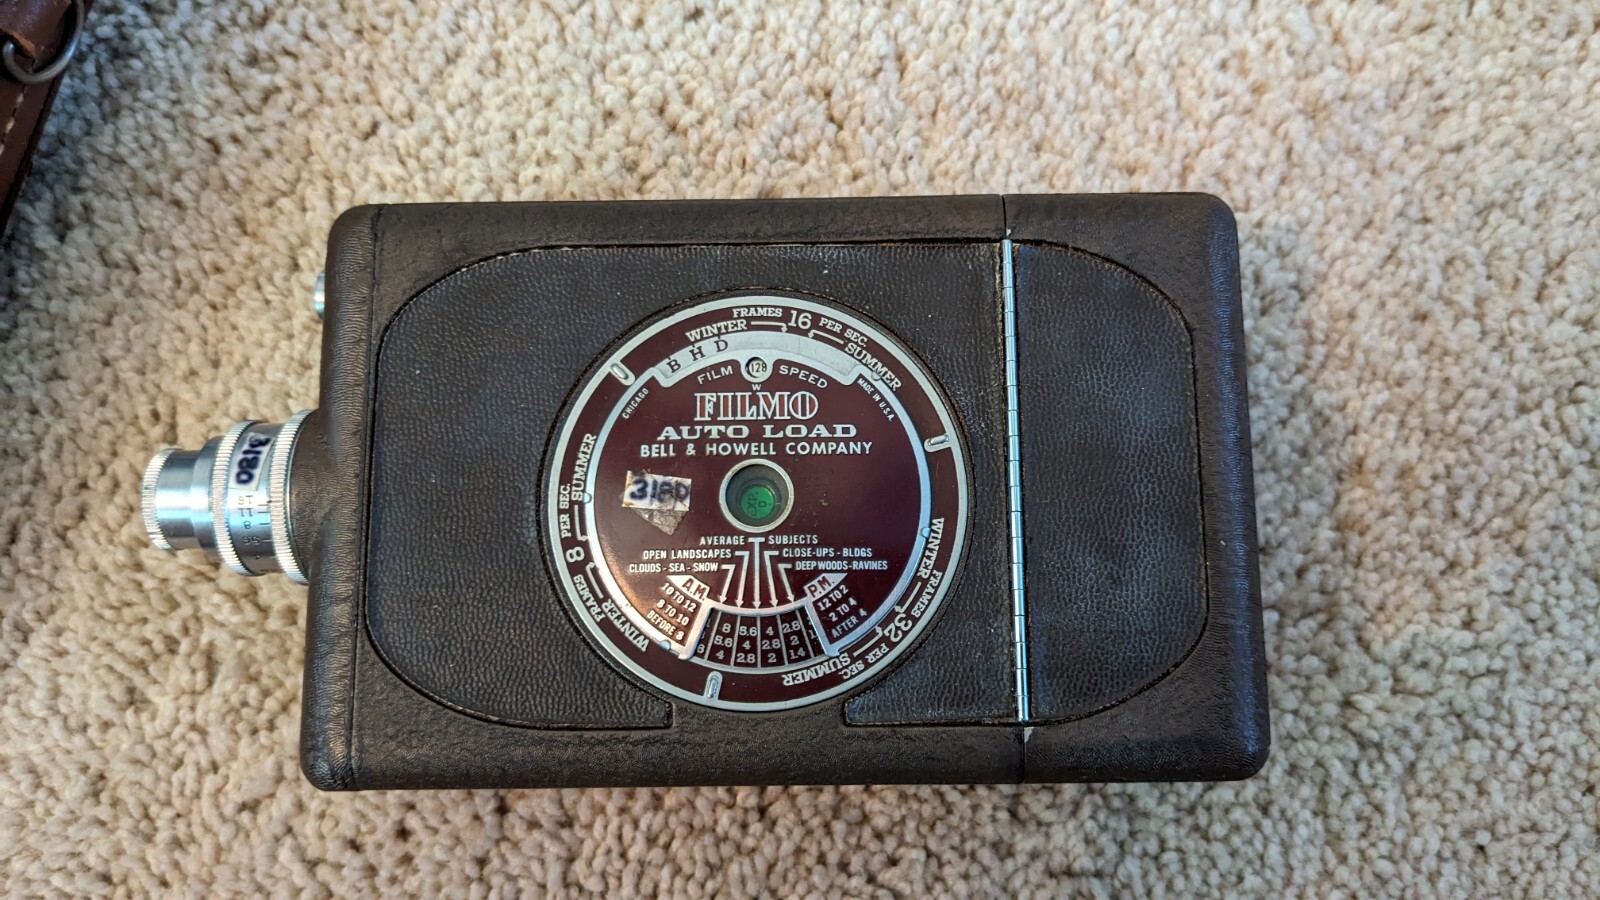 FRAMES 16 PER SEC.
WINTER SUMMER
B H D
FILM 128 SPEED
W
CHICAGO MADE IN U.S.A.
FILMO
AUTO LOAD
BELL & HOWELL COMPANY
3180
3180
EXP.
D
AVERAGE SUBJECTS
OPEN LANDSCAPES CLOSE-UPS - BLDGS
CLOUDS - SEA - SNOW DEEP WOODS-RAVINES
A.M. P.M.
10 TO 12 12 TO 2
8 TO 10 2 TO 4
BEFORE 8 AFTER 4
8 5.6 4 2.8
5.6 4 2.8 2
4 2.8 2 1.4
FRAMES 8 PER SEC.
WINTER SUMMER
FRAMES 32 PER SEC.
WINTER SUMMER